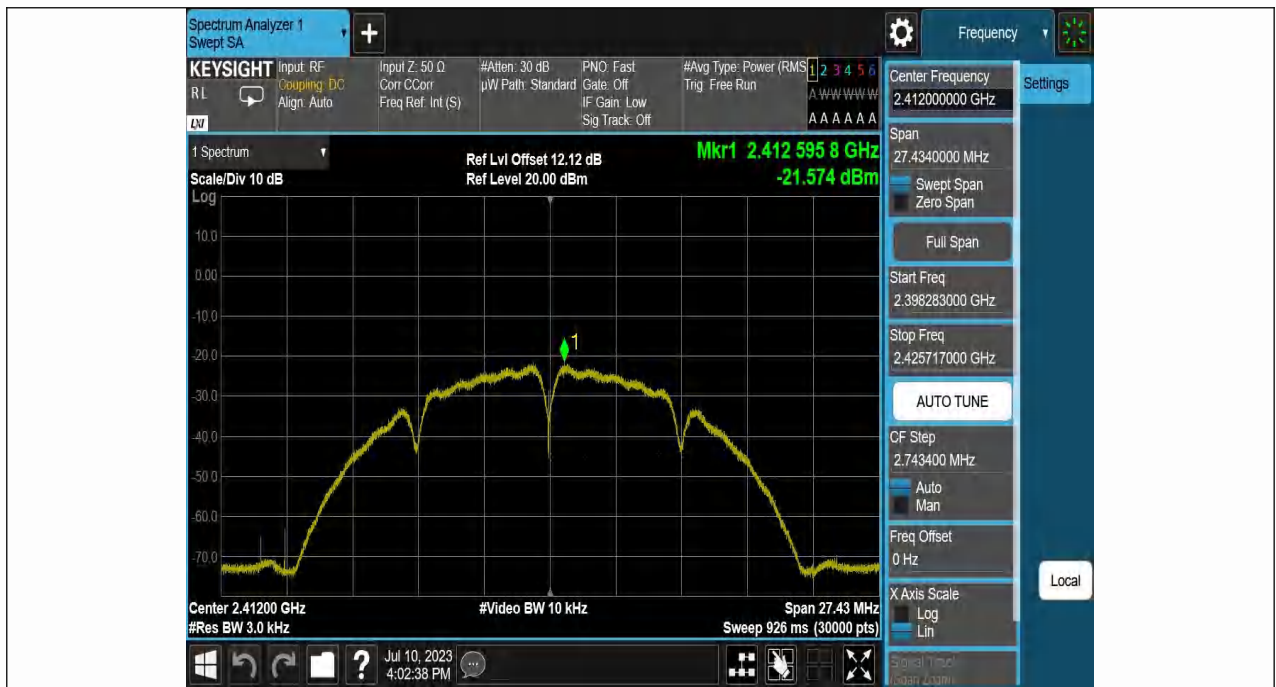 Spectrum Analyzer 1
Swept SA
+
Frequency
KEYSIGHT
RL
LXI
Input: RF
Coupling: DC
Align: Auto
Input Z: 50 Ω
Corr CCorr
Freq Ref: Int (S)
#Atten: 30 dB
µW Path: Standard
PNO: Fast
Gate: Off
IF Gain: Low
Sig Track: Off
#Avg Type: Power (RMS
Trig: Free Run
1 2 3 4 5 6
A W W W W W
A A A A A A
1 Spectrum
Scale/Div 10 dB
Ref Lvl Offset 12.12 dB
Ref Level 20.00 dBm
Mkr1 2.412 595 8 GHz
-21.574 dBm
Log
10.0
0.00
-10.0
-20.0
-30.0
-40.0
-50.0
-60.0
-70.0
1
Center 2.41200 GHz
#Res BW 3.0 kHz
#Video BW 10 kHz
Span 27.43 MHz
Sweep 926 ms (30000 pts)
Center Frequency
2.412000000 GHz
Span
27.4340000 MHz
Swept Span
Zero Span
Full Span
Start Freq
2.398283000 GHz
Stop Freq
2.425717000 GHz
AUTO TUNE
CF Step
2.743400 MHz
Auto
Man
Freq Offset
0 Hz
X Axis Scale
Log
Lin
Signal Track
(Span Zoom)
Settings
Local
?
Jul 10, 2023
4:02:38 PM